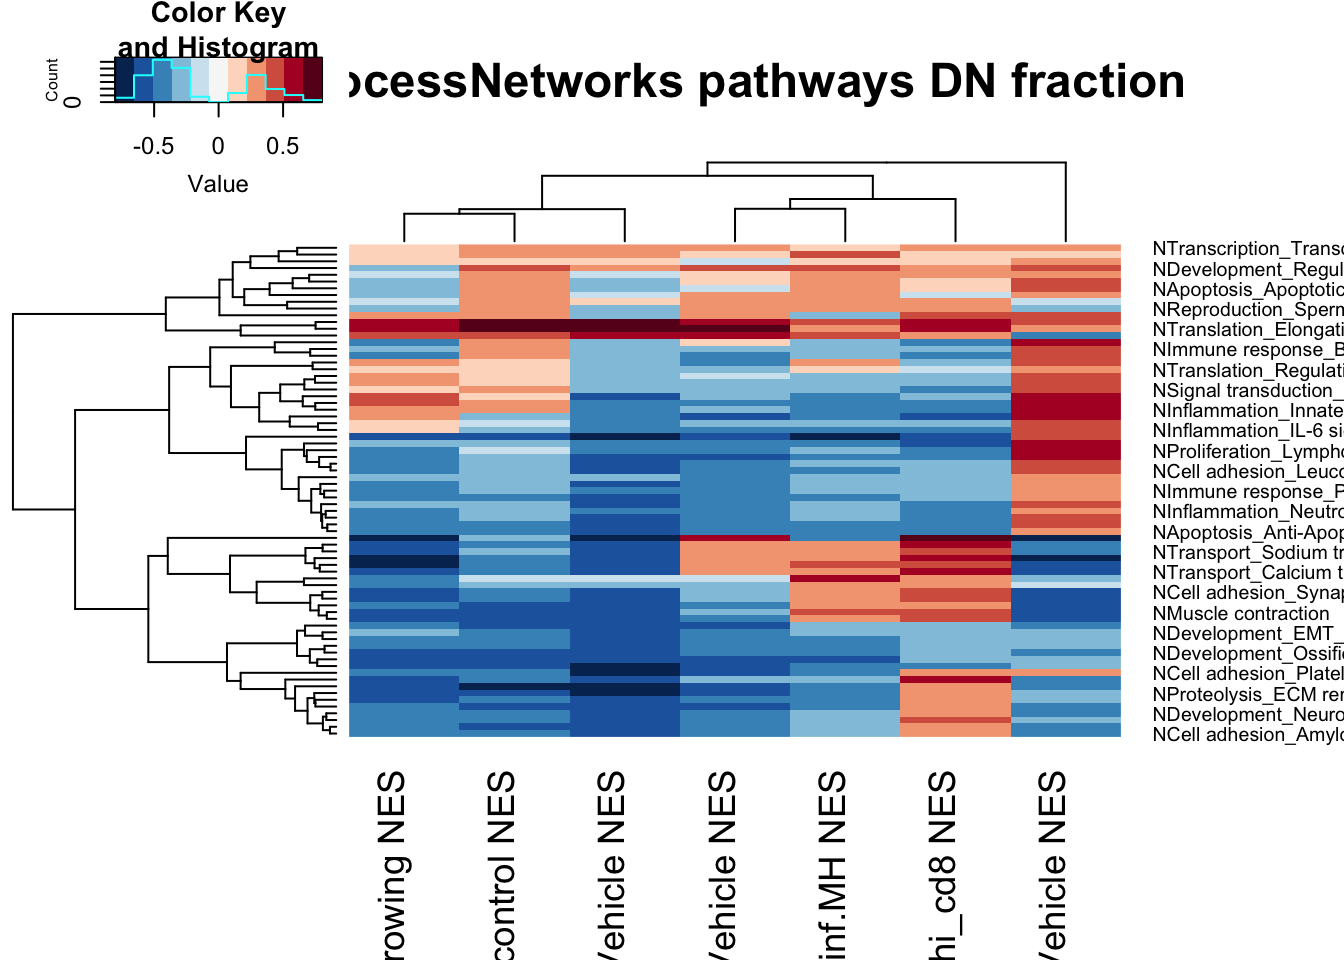 Color Key
and Histogram
Count
0
-0.5 0 0.5
Value
ocessNetworks pathways DN fraction
NTranscription_Transc
NDevelopment_Regul
NApoptosis_Apoptotic
NReproduction_Sperm
NTranslation_Elongati
NImmune response_B
NTranslation_Regulati
NSignal transduction_
NInflammation_Innate
NInflammation_IL-6 si
NProliferation_Lympho
NCell adhesion_Leuco
NImmune response_P
NInflammation_Neutro
NApoptosis_Anti-Apop
NTransport_Sodium tr
NTransport_Calcium t
NCell adhesion_Synap
NMuscle contraction
NDevelopment_EMT_
NDevelopment_Ossifi
NCell adhesion_Platel
NProteolysis_ECM rem
NDevelopment_Neuro
NCell adhesion_Amylo
rowing NES
control NES
Vehicle NES
Vehicle NES
inf.MH NES
hi_cd8 NES
Vehicle NES